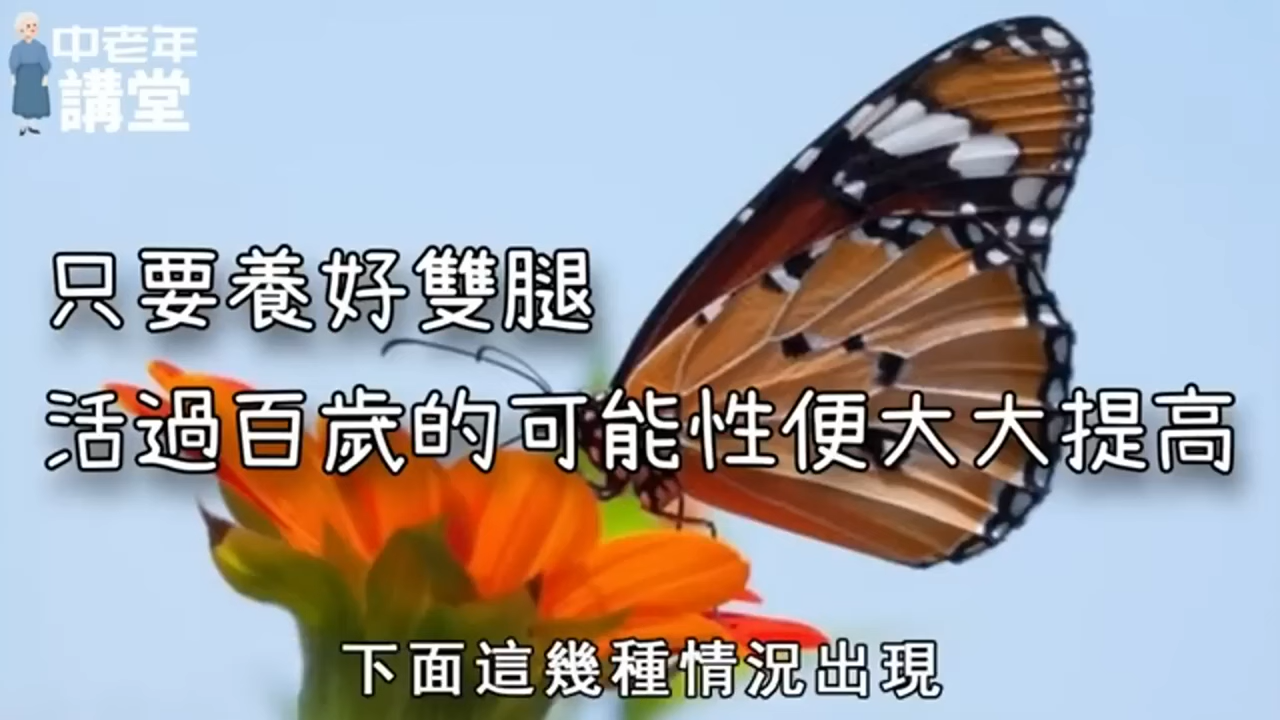 中老年
講堂
只要養好雙腿
活過百歲的可能性便大大提高
下面這幾種情況出現